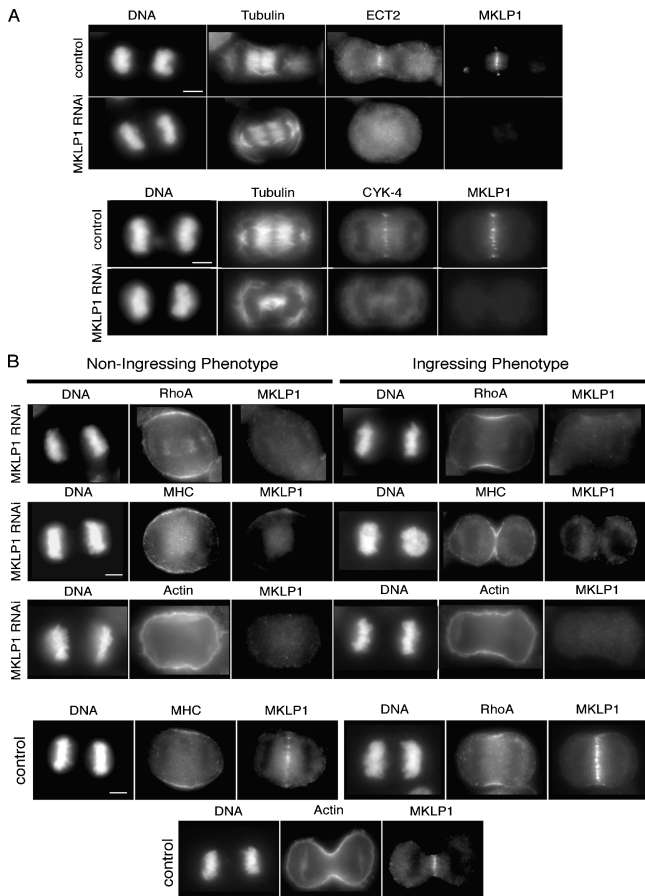 A
DNA Tubulin ECT2 MKLP1
control
MKLP1 RNAi
DNA Tubulin CYK-4 MKLP1
control
MKLP1 RNAi
B
Non-Ingressing Phenotype Ingressing Phenotype
DNA RhoA MKLP1 DNA RhoA MKLP1
MKLP1 RNAi
DNA MHC MKLP1 DNA MHC MKLP1
MKLP1 RNAi
DNA Actin MKLP1 DNA Actin MKLP1
MKLP1 RNAi
DNA MHC MKLP1 DNA RhoA MKLP1
control
DNA Actin MKLP1
control